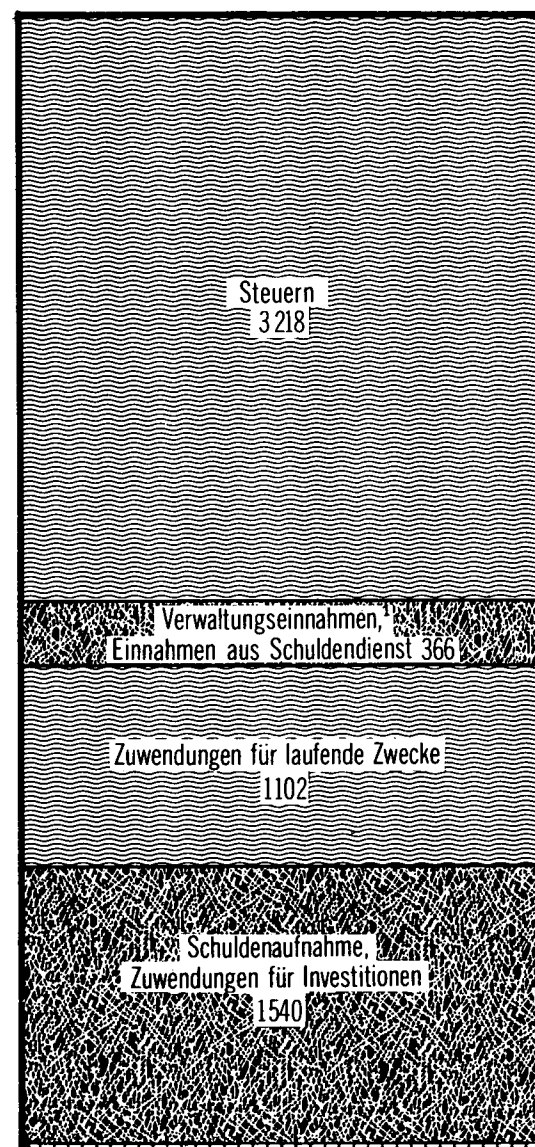 Steuern
3 218
Verwaltungseinnahmen,¹
Einnahmen aus Schuldendienst 366
Zuwendungen für laufende Zwecke
1102
Schuldenaufnahme,
Zuwendungen für Investitionen
1540